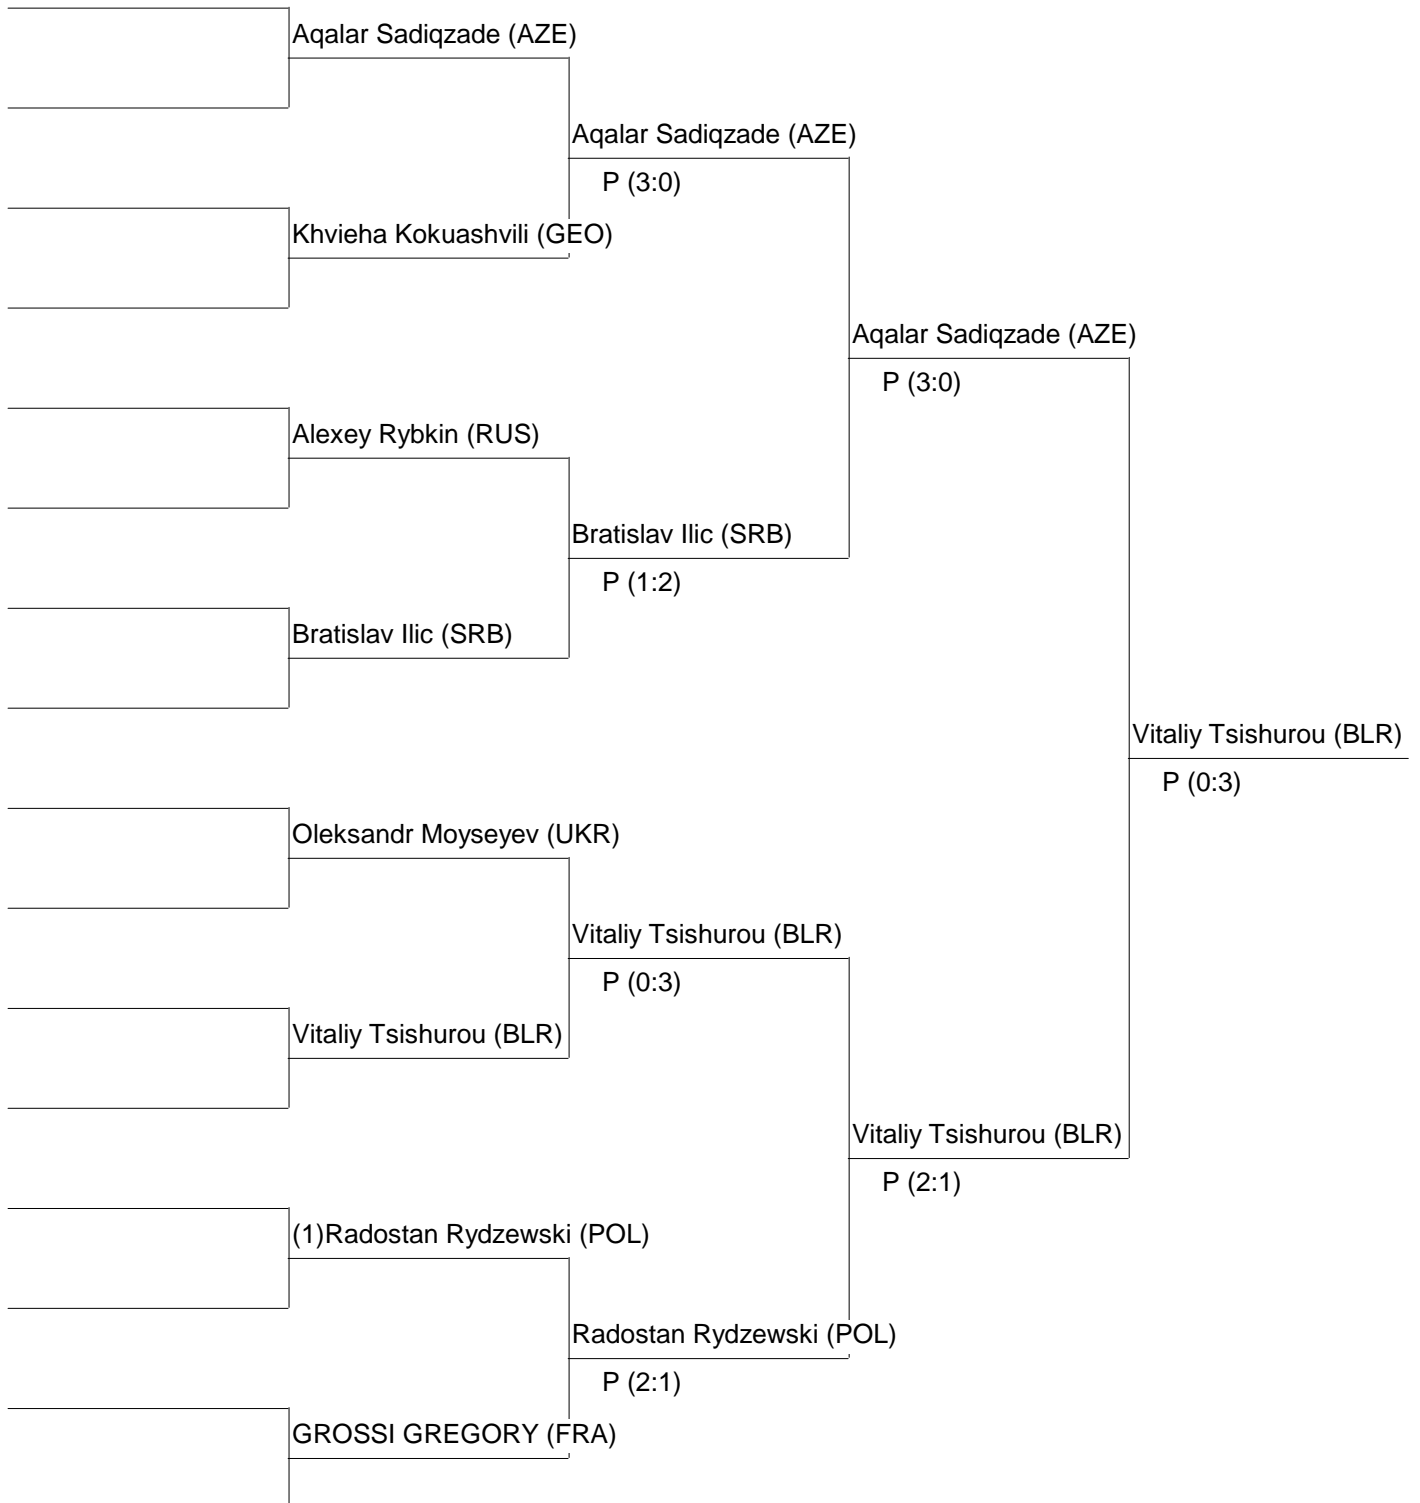 Aqalar Sadiqzade (AZE)
Aqalar Sadiqzade (AZE)
P (3:0)
Khvieha Kokuashvili (GEO)
Aqalar Sadiqzade (AZE)
P (3:0)
Alexey Rybkin (RUS)
Bratislav Ilic (SRB)
P (1:2)
Bratislav Ilic (SRB)
Vitaliy Tsishurou (BLR)
P (0:3)
Oleksandr Moyseyev (UKR)
Vitaliy Tsishurou (BLR)
P (0:3)
Vitaliy Tsishurou (BLR)
Vitaliy Tsishurou (BLR)
P (2:1)
(1)Radostan Rydzewski (POL)
Radostan Rydzewski (POL)
P (2:1)
GROSSI GREGORY (FRA)